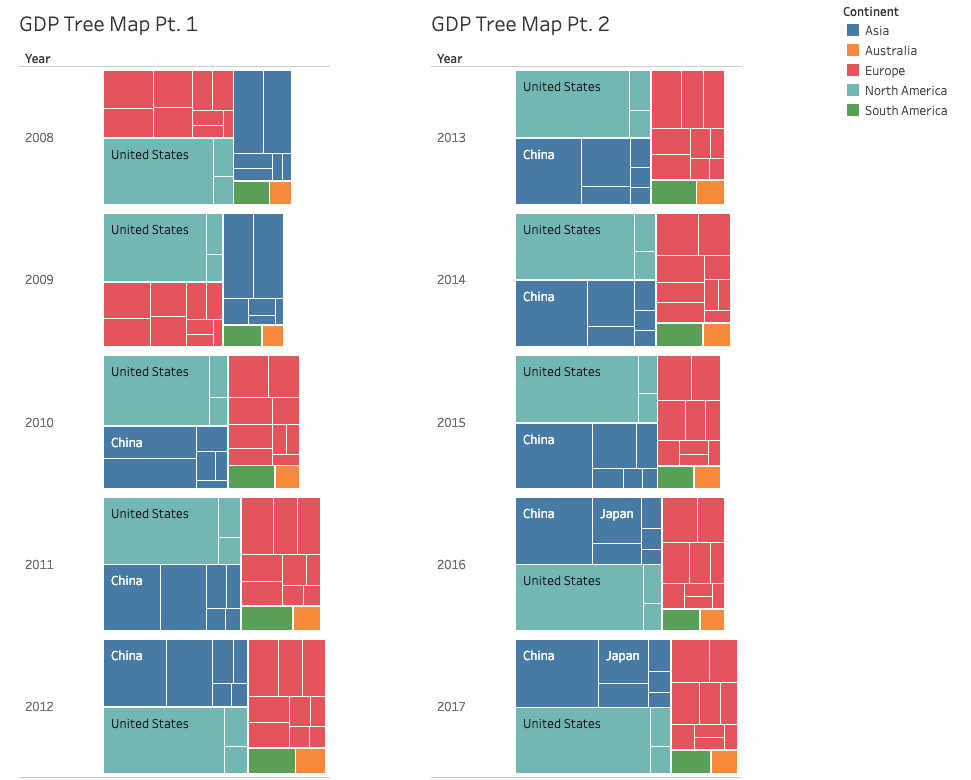 GDP Tree Map Pt. 1
Year
2008
United States
2009
United States
2010
United States
China
2011
United States
China
2012
China
United States
GDP Tree Map Pt. 2
Year
2013
United States
China
2014
United States
China
2015
United States
China
2016
China
Japan
United States
2017
China
Japan
United States
Continent
Asia
Australia
Europe
North America
South America